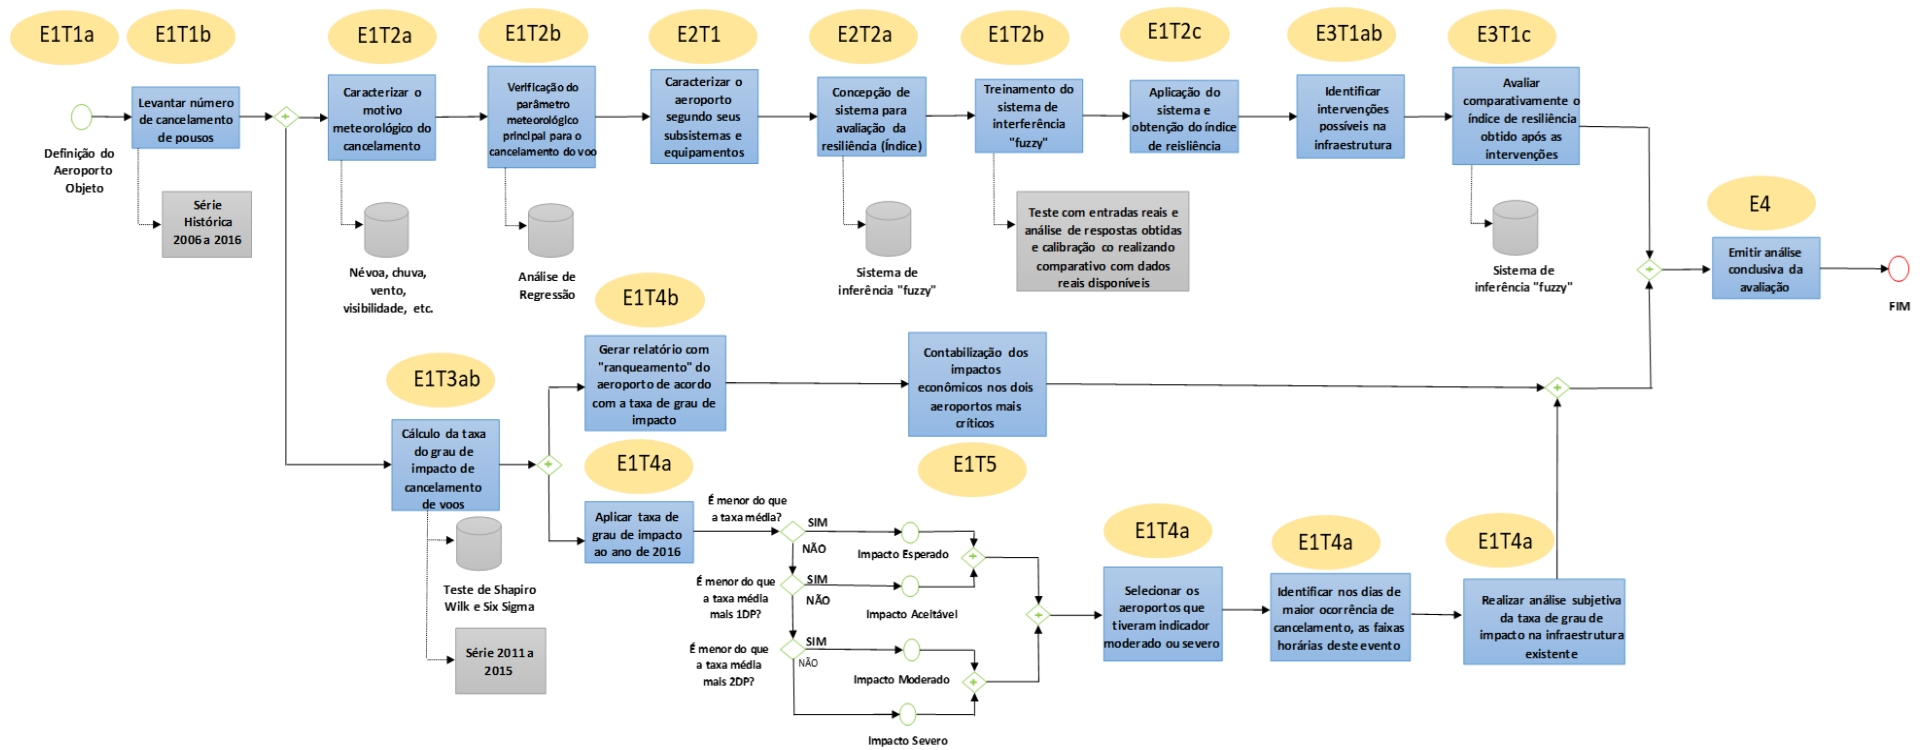 E1T1a
E1T1b
E1T2a
E1T2b
E2T1
E2T2a
E1T2b
E1T2c
E3T1ab
E3T1c
Definição do
Aeroporto
Objeto
Levantar número
de cancelamento
de pousos
Série
Histórica
2006 a 2016
Caracterizar o
motivo
meteorológico do
cancelamento
Névoa, chuva,
vento,
visibilidade, etc.
Verificação do
parâmetro
meteorológico
principal para o
cancelamento do voo
Análise de
Regressão
Caracterizar o
aeroporto
segundo seus
subsistemas e
equipamentos
Concepção de
sistema para
avaliação da
resiliência (Índice)
Sistema de
inferência "fuzzy"
Treinamento do
sistema de
interferência
"fuzzy"
Teste com entradas reais e
análise de respostas obtidas
e calibração co realizando
comparativo com dados
reais disponíveis
Aplicação do
sistema e
obtenção do índice
de reisliência
Identificar
intervenções
possíveis na
infraestrutura
Avaliar
comparativamente o
índice de resiliência
obtido após as
intervenções
Sistema de
inferência "fuzzy"
E4
Emitir análise
conclusiva da
avaliação
FIM
E1T3ab
Cálculo da taxa
do grau de
impacto de
cancelamento
de voos
Teste de Shapiro
Wilk e Six Sigma
Série 2011 a
2015
E1T4b
Gerar relatório com
"ranqueamento" do
aeroporto de acordo
com a taxa de grau de
impacto
Contabilização dos
impactos
econômicos nos dois
aeroportos mais
críticos
E1T5
E1T4a
Aplicar taxa de
grau de impacto
ao ano de 2016
É menor do que
a taxa média?
SIM
NÃO
Impacto Esperado
É menor do que
a taxa média
mais 1DP?
SIM
NÃO
Impacto Aceitável
É menor do que
a taxa média
mais 2DP?
SIM
NÃO
Impacto Moderado
Impacto Severo
E1T4a
Selecionar os
aeroportos que
tiveram indicador
moderado ou severo
E1T4a
Identificar nos dias de
maior ocorrência de
cancelamento, as faixas
horárias deste evento
E1T4a
Realizar análise subjetiva
da taxa de grau de
impacto na infraestrutura
existente